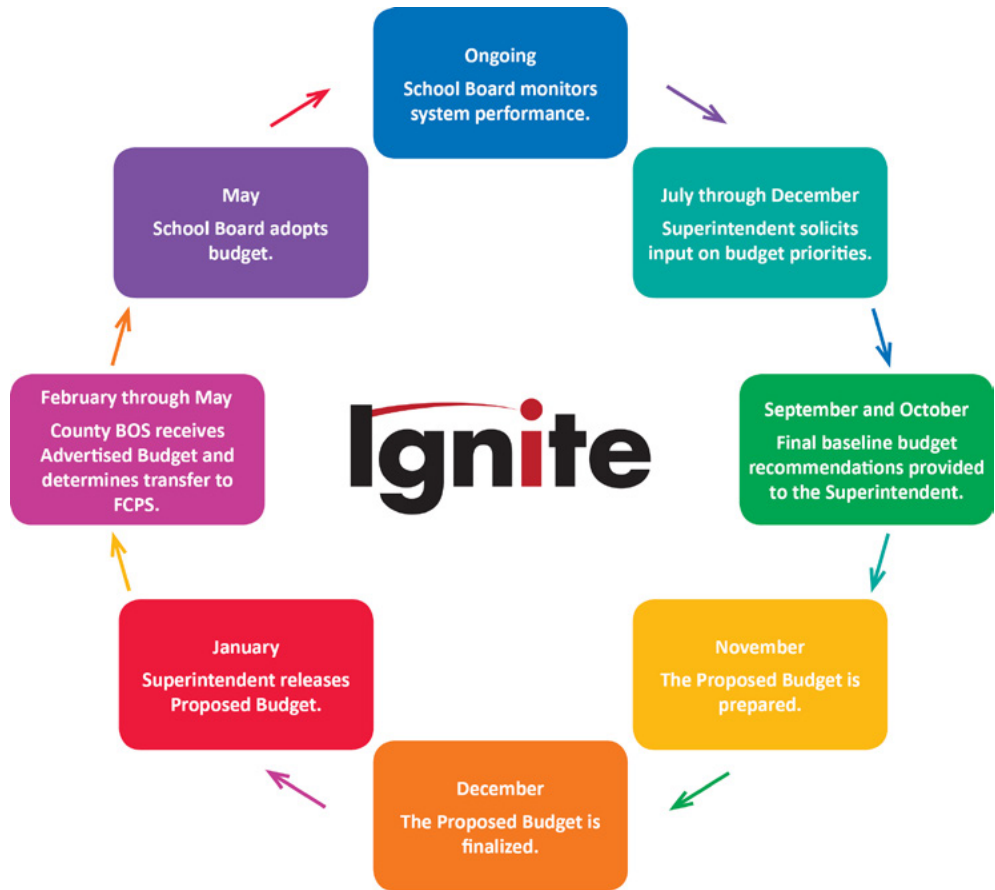 Ongoing
School Board monitors
system performance.
July through December
Superintendent solicits
input on budget priorities.
September and October
Final baseline budget
recommendations provided
to the Superintendent.
November
The Proposed Budget is
prepared.
December
The Proposed Budget is
finalized.
January
Superintendent releases
Proposed Budget.
February through May
County BOS receives
Advertised Budget and
determines transfer to
FCPS.
May
School Board adopts
budget.
Ignite